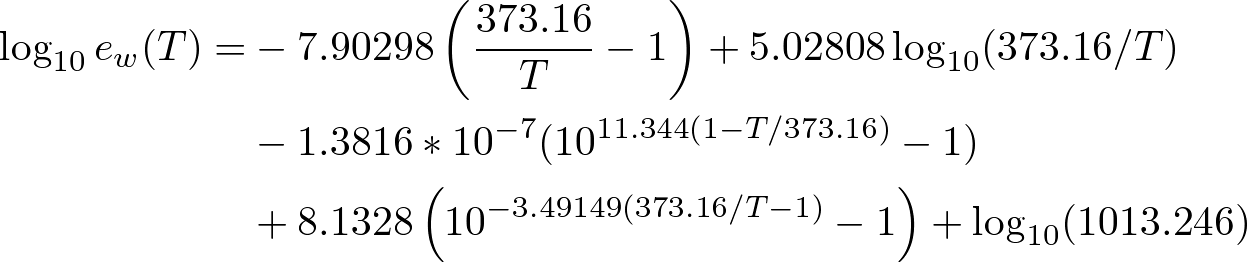 log₁₀ e_w(T) = − 7.90298 (373.16/T − 1) + 5.02808 log₁₀(373.16/T)
− 1.3816 * 10⁻⁷(10^{11.344(1−T/373.16)} − 1)
+ 8.1328 (10^{−3.49149(373.16/T−1)} − 1) + log₁₀(1013.246)